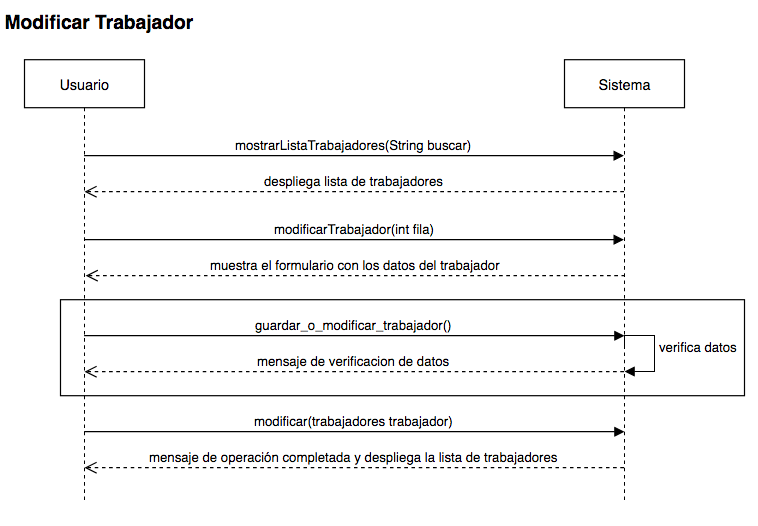 Modificar Trabajador
Usuario
Sistema
mostrarListaTrabajadores(String buscar)
despliega lista de trabajadores
modificarTrabajador(int fila)
muestra el formulario con los datos del trabajador
guardar_o_modificar_trabajador()
verifica datos
mensaje de verificacion de datos
modificar(trabajadores trabajador)
mensaje de operación completada y despliega la lista de trabajadores